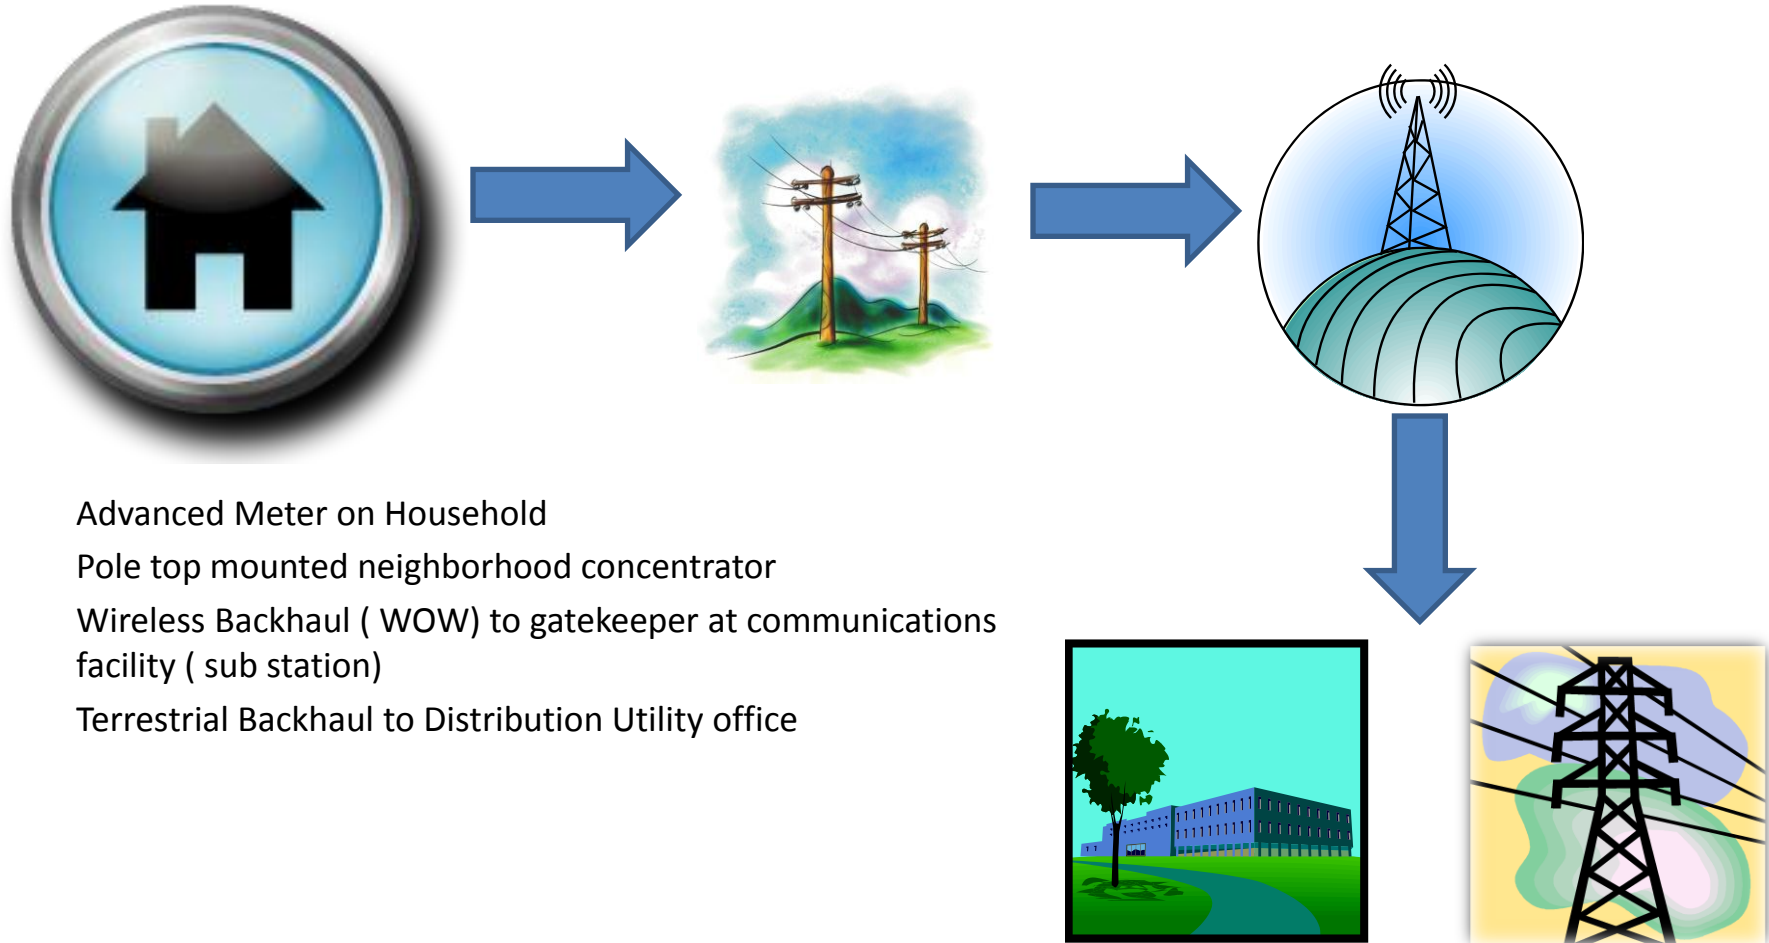 Advanced Meter on Household
Pole top mounted neighborhood concentrator
Wireless Backhaul ( WOW) to gatekeeper at communications
facility ( sub station)
Terrestrial Backhaul to Distribution Utility office